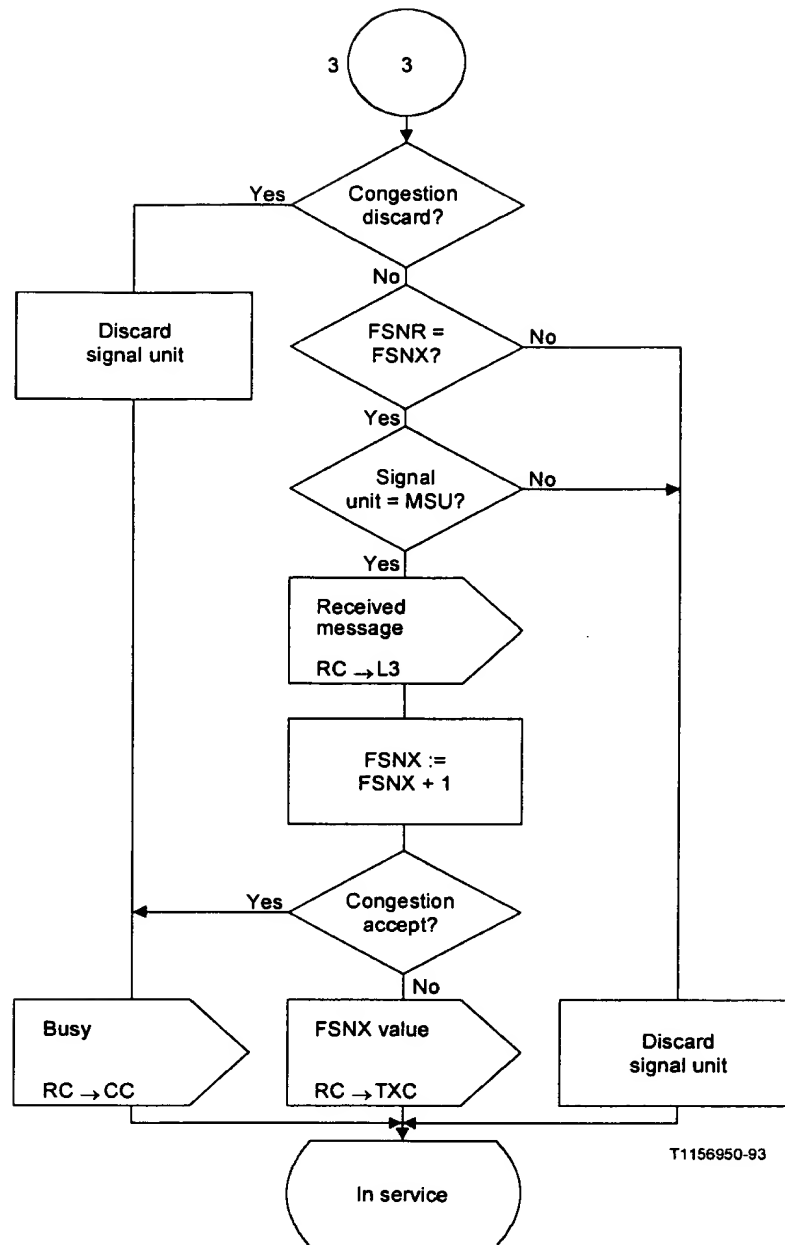 3 3
Congestion
discard?
Yes
No
Discard
signal unit
FSNR =
FSNX?
No
Yes
Signal
unit = MSU?
No
Yes
Received
message
RC → L3
FSNX :=
FSNX + 1
Congestion
accept?
Yes
No
Busy
RC → CC
FSNX value
RC → TXC
Discard
signal unit
T1156950-93
In service